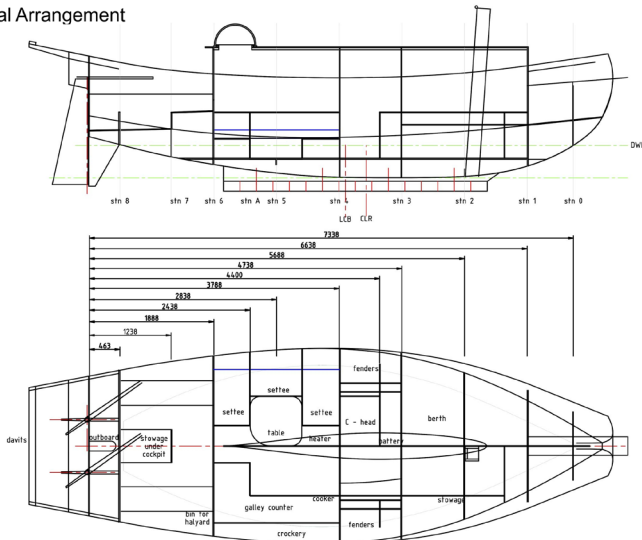 al Arrangement
DW
stn 8 stn 7 stn 6 stn A stn 5 stn 4 stn 3 stn 2 stn 1 stn 0
LCB CLR
7338
6638
5688
4738
4400
3788
2838
2438
1888
1238
463
fenders
settee
berth
settee
settee
C - head
table
davits
outboard
stowage
under
cockpit
heater
battery
cooker
stowage
galley counter
bin for
halyard
fenders
crockery